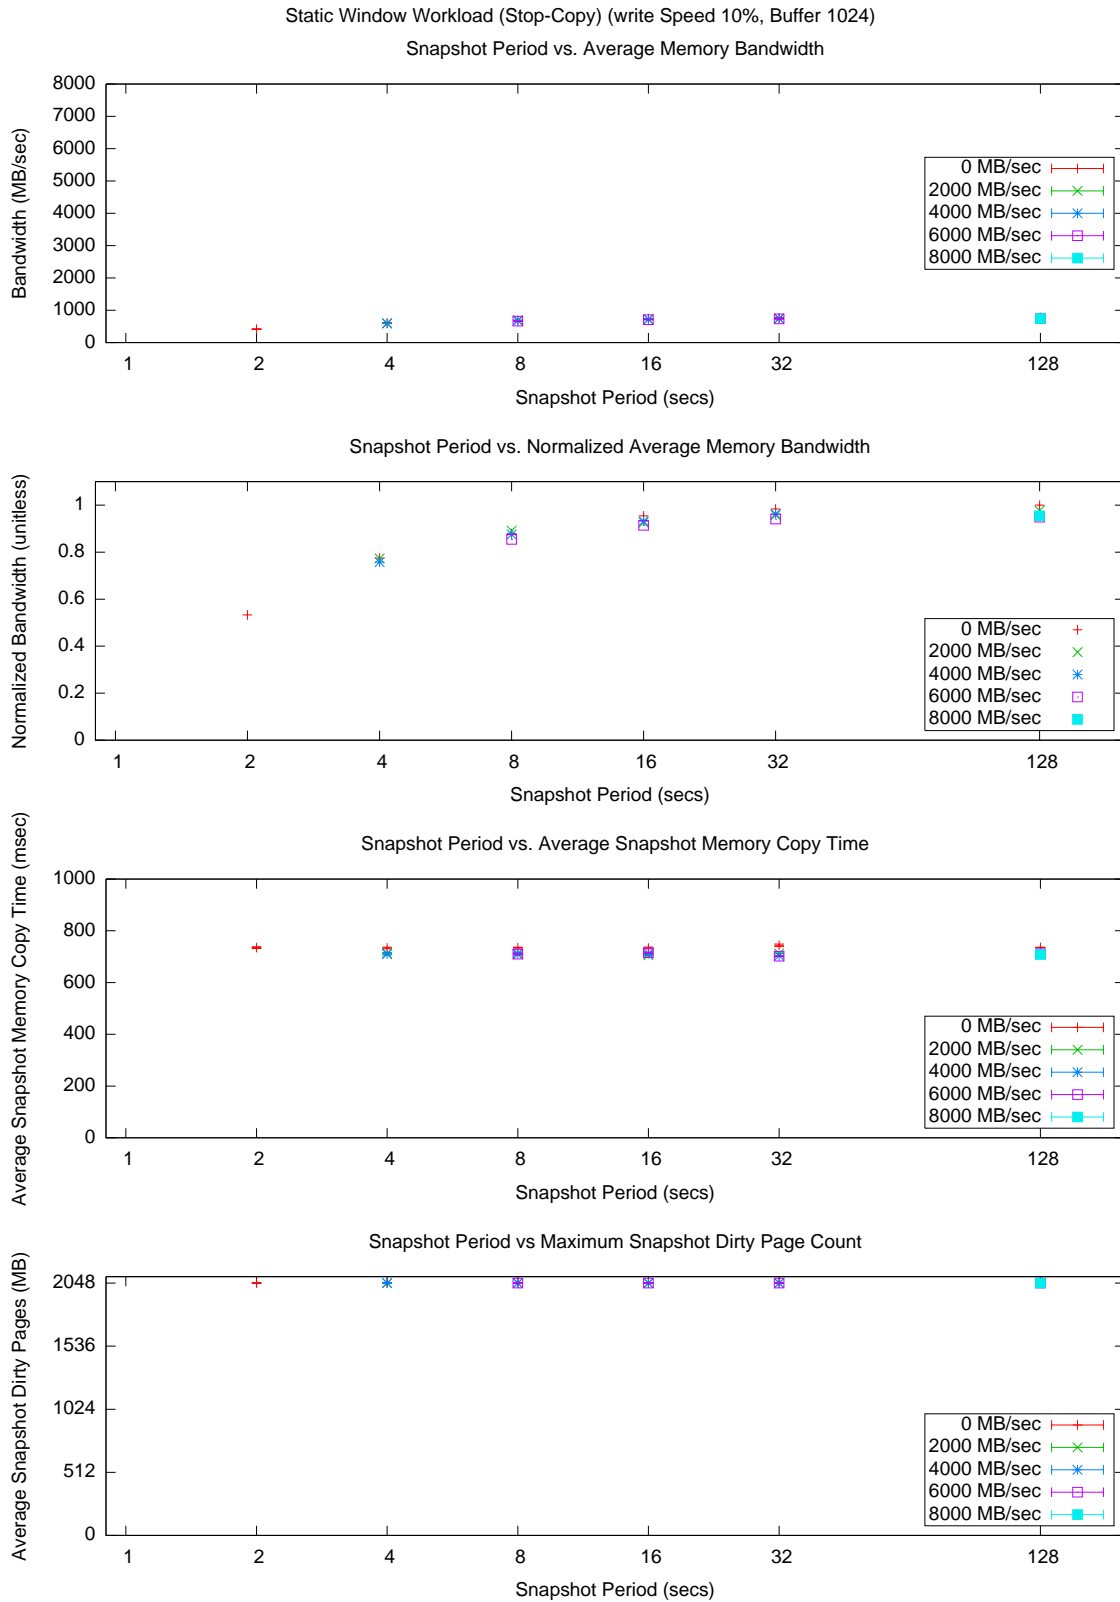 Static Window Workload (Stop-Copy) (write Speed 10%, Buffer 1024)
Snapshot Period vs. Average Memory Bandwidth
Bandwidth (MB/sec)
8000
7000
6000
5000
4000
3000
2000
1000
0
0 MB/sec
2000 MB/sec
4000 MB/sec
6000 MB/sec
8000 MB/sec
1 2 4 8 16 32 128
Snapshot Period (secs)
Snapshot Period vs. Normalized Average Memory Bandwidth
Normalized Bandwidth (unitless)
1
0.8
0.6
0.4
0.2
0
0 MB/sec
2000 MB/sec
4000 MB/sec
6000 MB/sec
8000 MB/sec
1 2 4 8 16 32 128
Snapshot Period (secs)
Snapshot Period vs. Average Snapshot Memory Copy Time
Average Snapshot Memory Copy Time (msec)
1000
800
600
400
200
0
0 MB/sec
2000 MB/sec
4000 MB/sec
6000 MB/sec
8000 MB/sec
1 2 4 8 16 32 128
Snapshot Period (secs)
Snapshot Period vs Maximum Snapshot Dirty Page Count
Average Snapshot Dirty Pages (MB)
2048
1536
1024
512
0
0 MB/sec
2000 MB/sec
4000 MB/sec
6000 MB/sec
8000 MB/sec
1 2 4 8 16 32 128
Snapshot Period (secs)